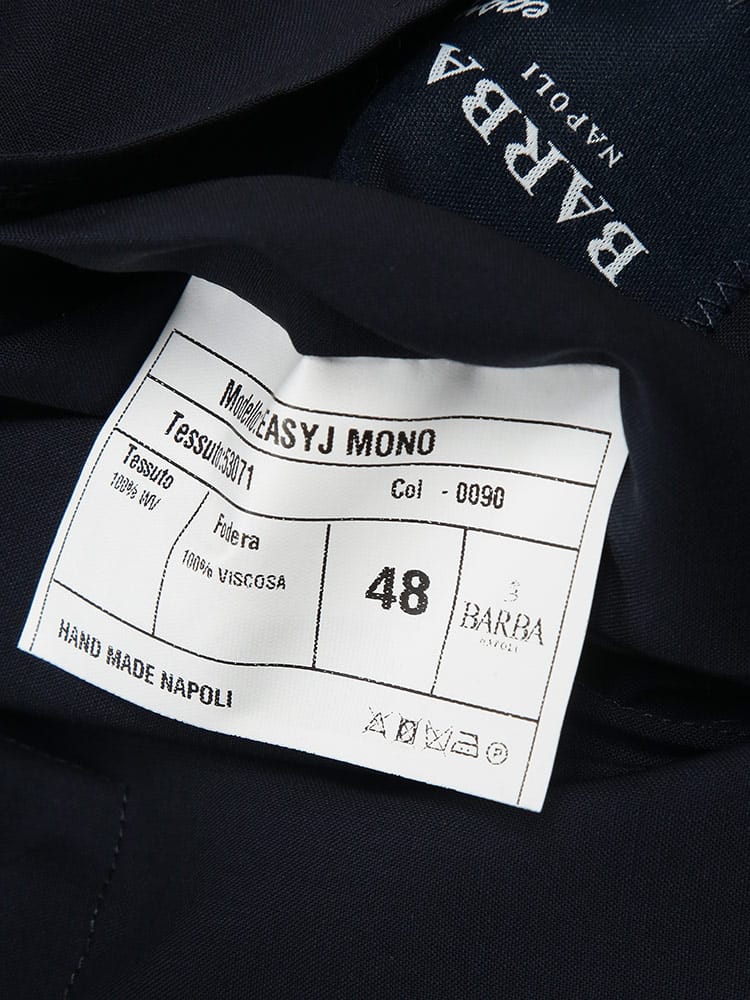 BARBA
NAPOLI
Modello:EASYJ MONO
Tessuto:53071
Col - 0090
Tessuto
100% WV
Fodera
100% VISCOSA
48
BARBA
NAPOLI
HAND MADE NAPOLI
P